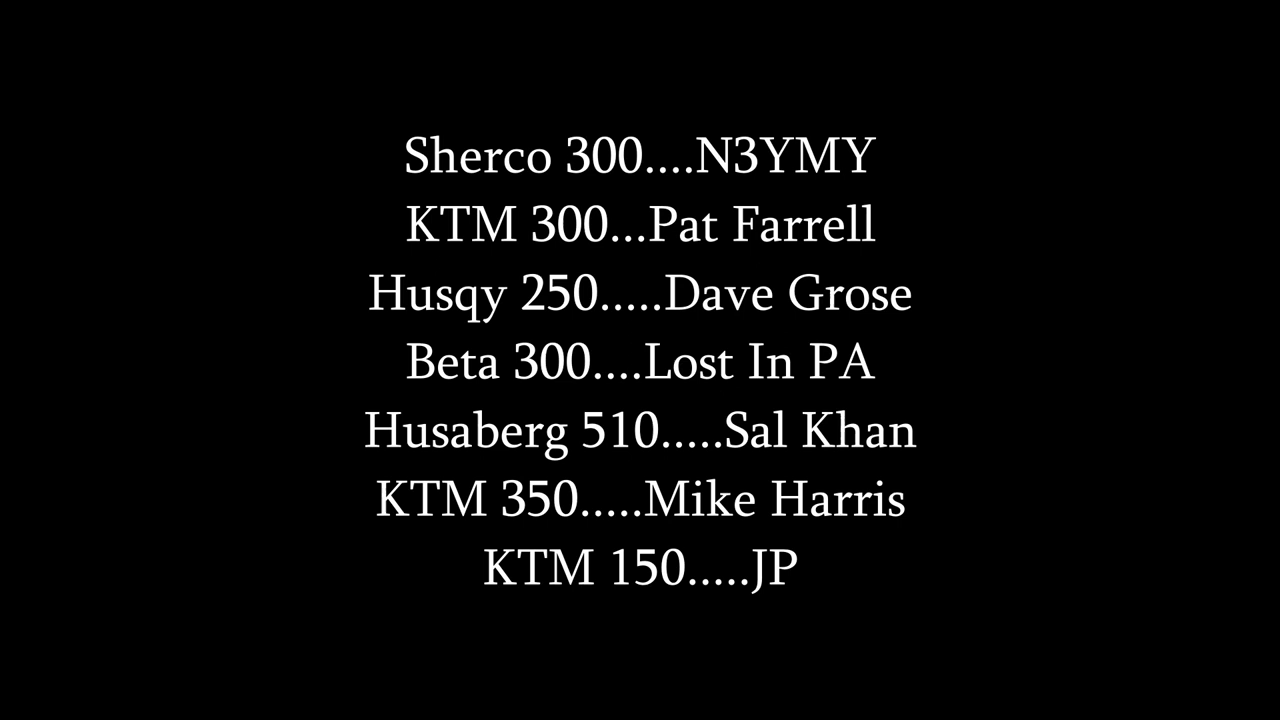 Sherco 300....N3YMY
KTM 300...Pat Farrell
Husqy 250.....Dave Grose
Beta 300....Lost In PA
Husaberg 510.....Sal Khan
KTM 350.....Mike Harris
KTM 150.....JP